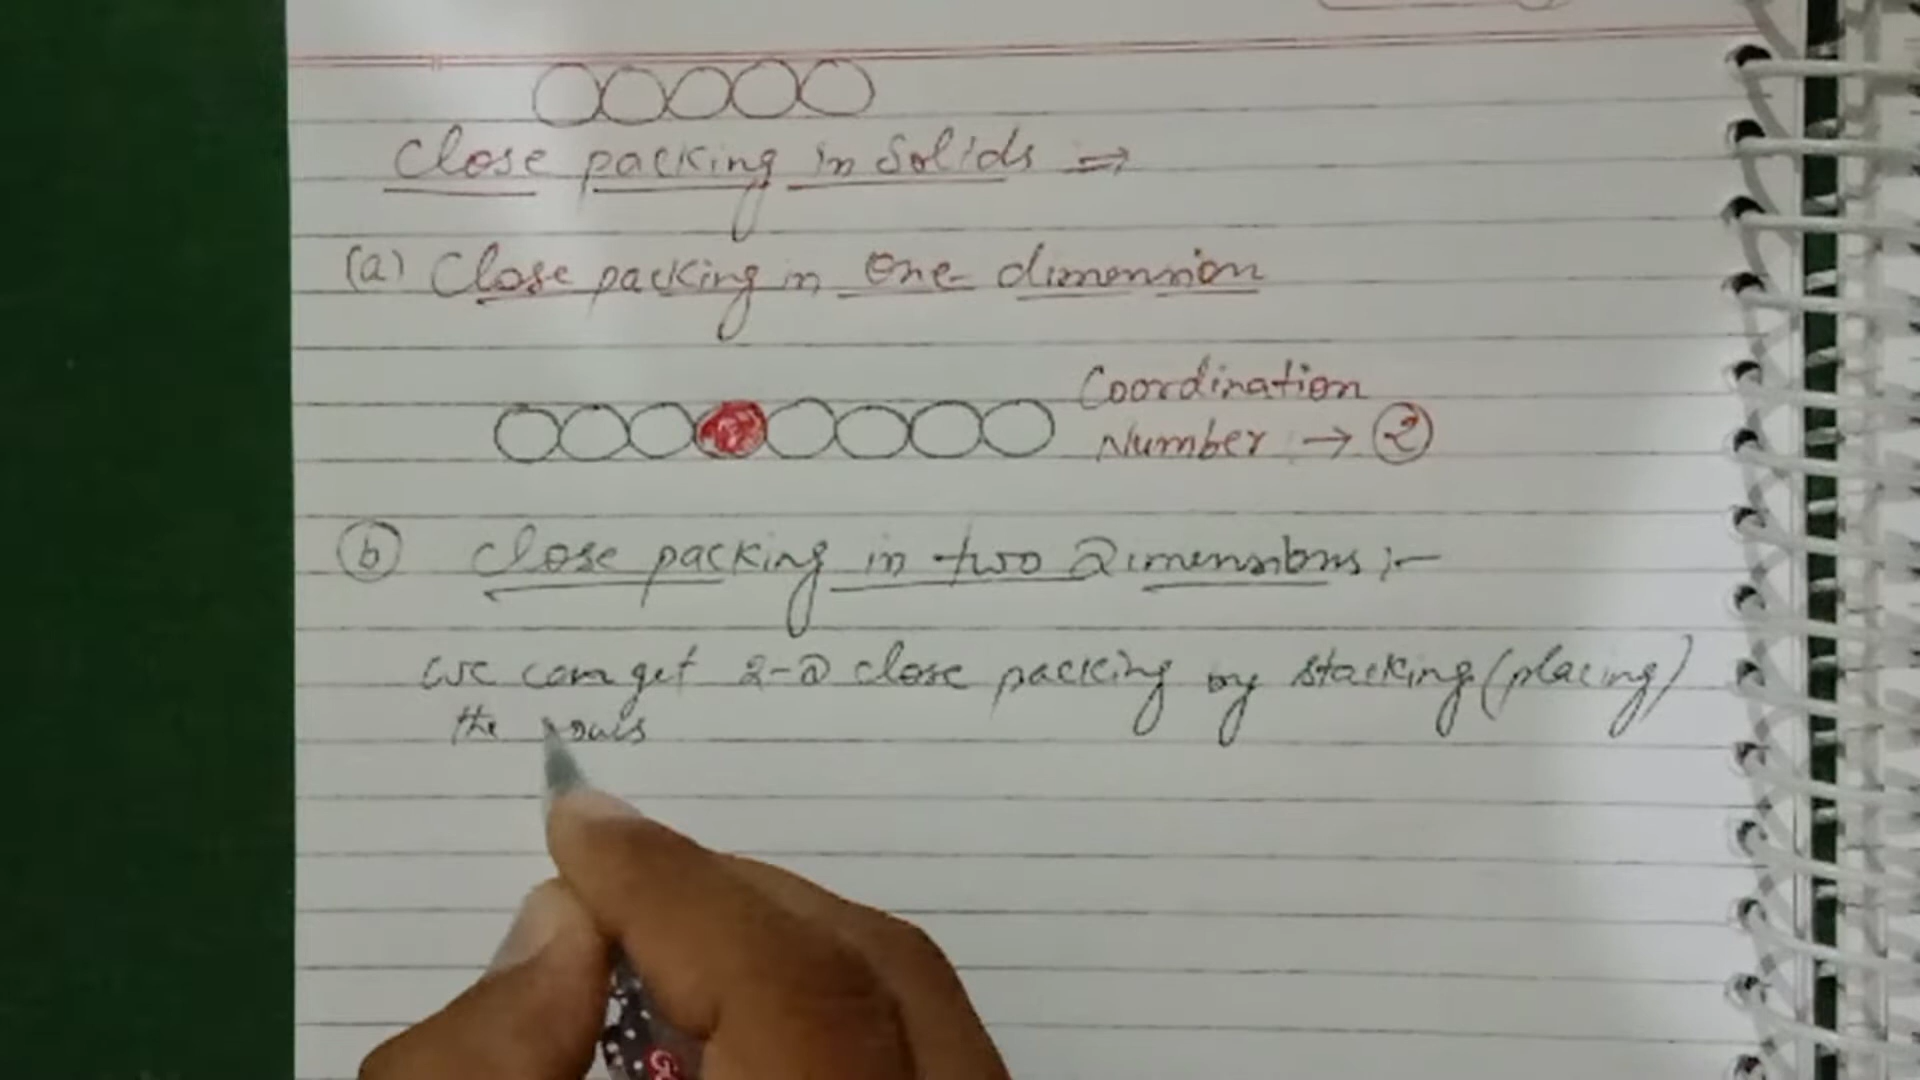 Close packing in Solids ⇒
(a) Close packing in One dimension
Coordination
Number → 2
(b) Close packing in two Dimensions :-
we can get 2-D close packing by stacking (placing)
the rows